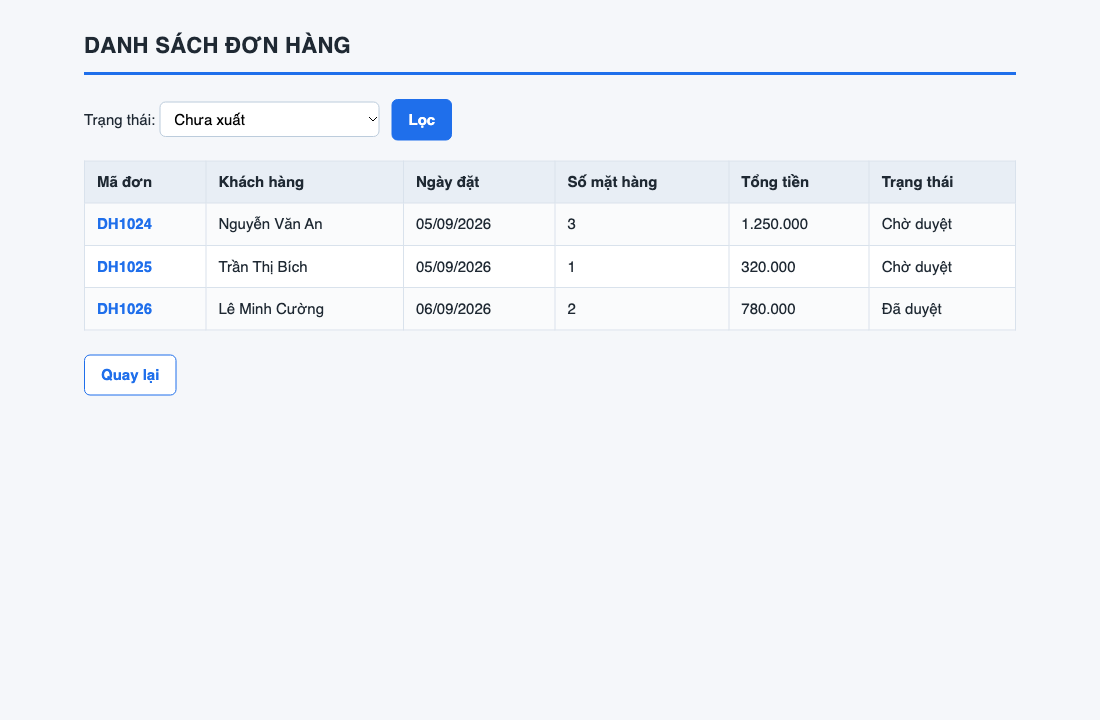 DANH SÁCH ĐƠN HÀNG
Trạng thái: Chưa xuất Lọc
Mã đơn Khách hàng Ngày đặt Số mặt hàng Tổng tiền Trạng thái
DH1024 Nguyễn Văn An 05/09/2026 3 1.250.000 Chờ duyệt
DH1025 Trần Thị Bích 05/09/2026 1 320.000 Chờ duyệt
DH1026 Lê Minh Cường 06/09/2026 2 780.000 Đã duyệt
Quay lại